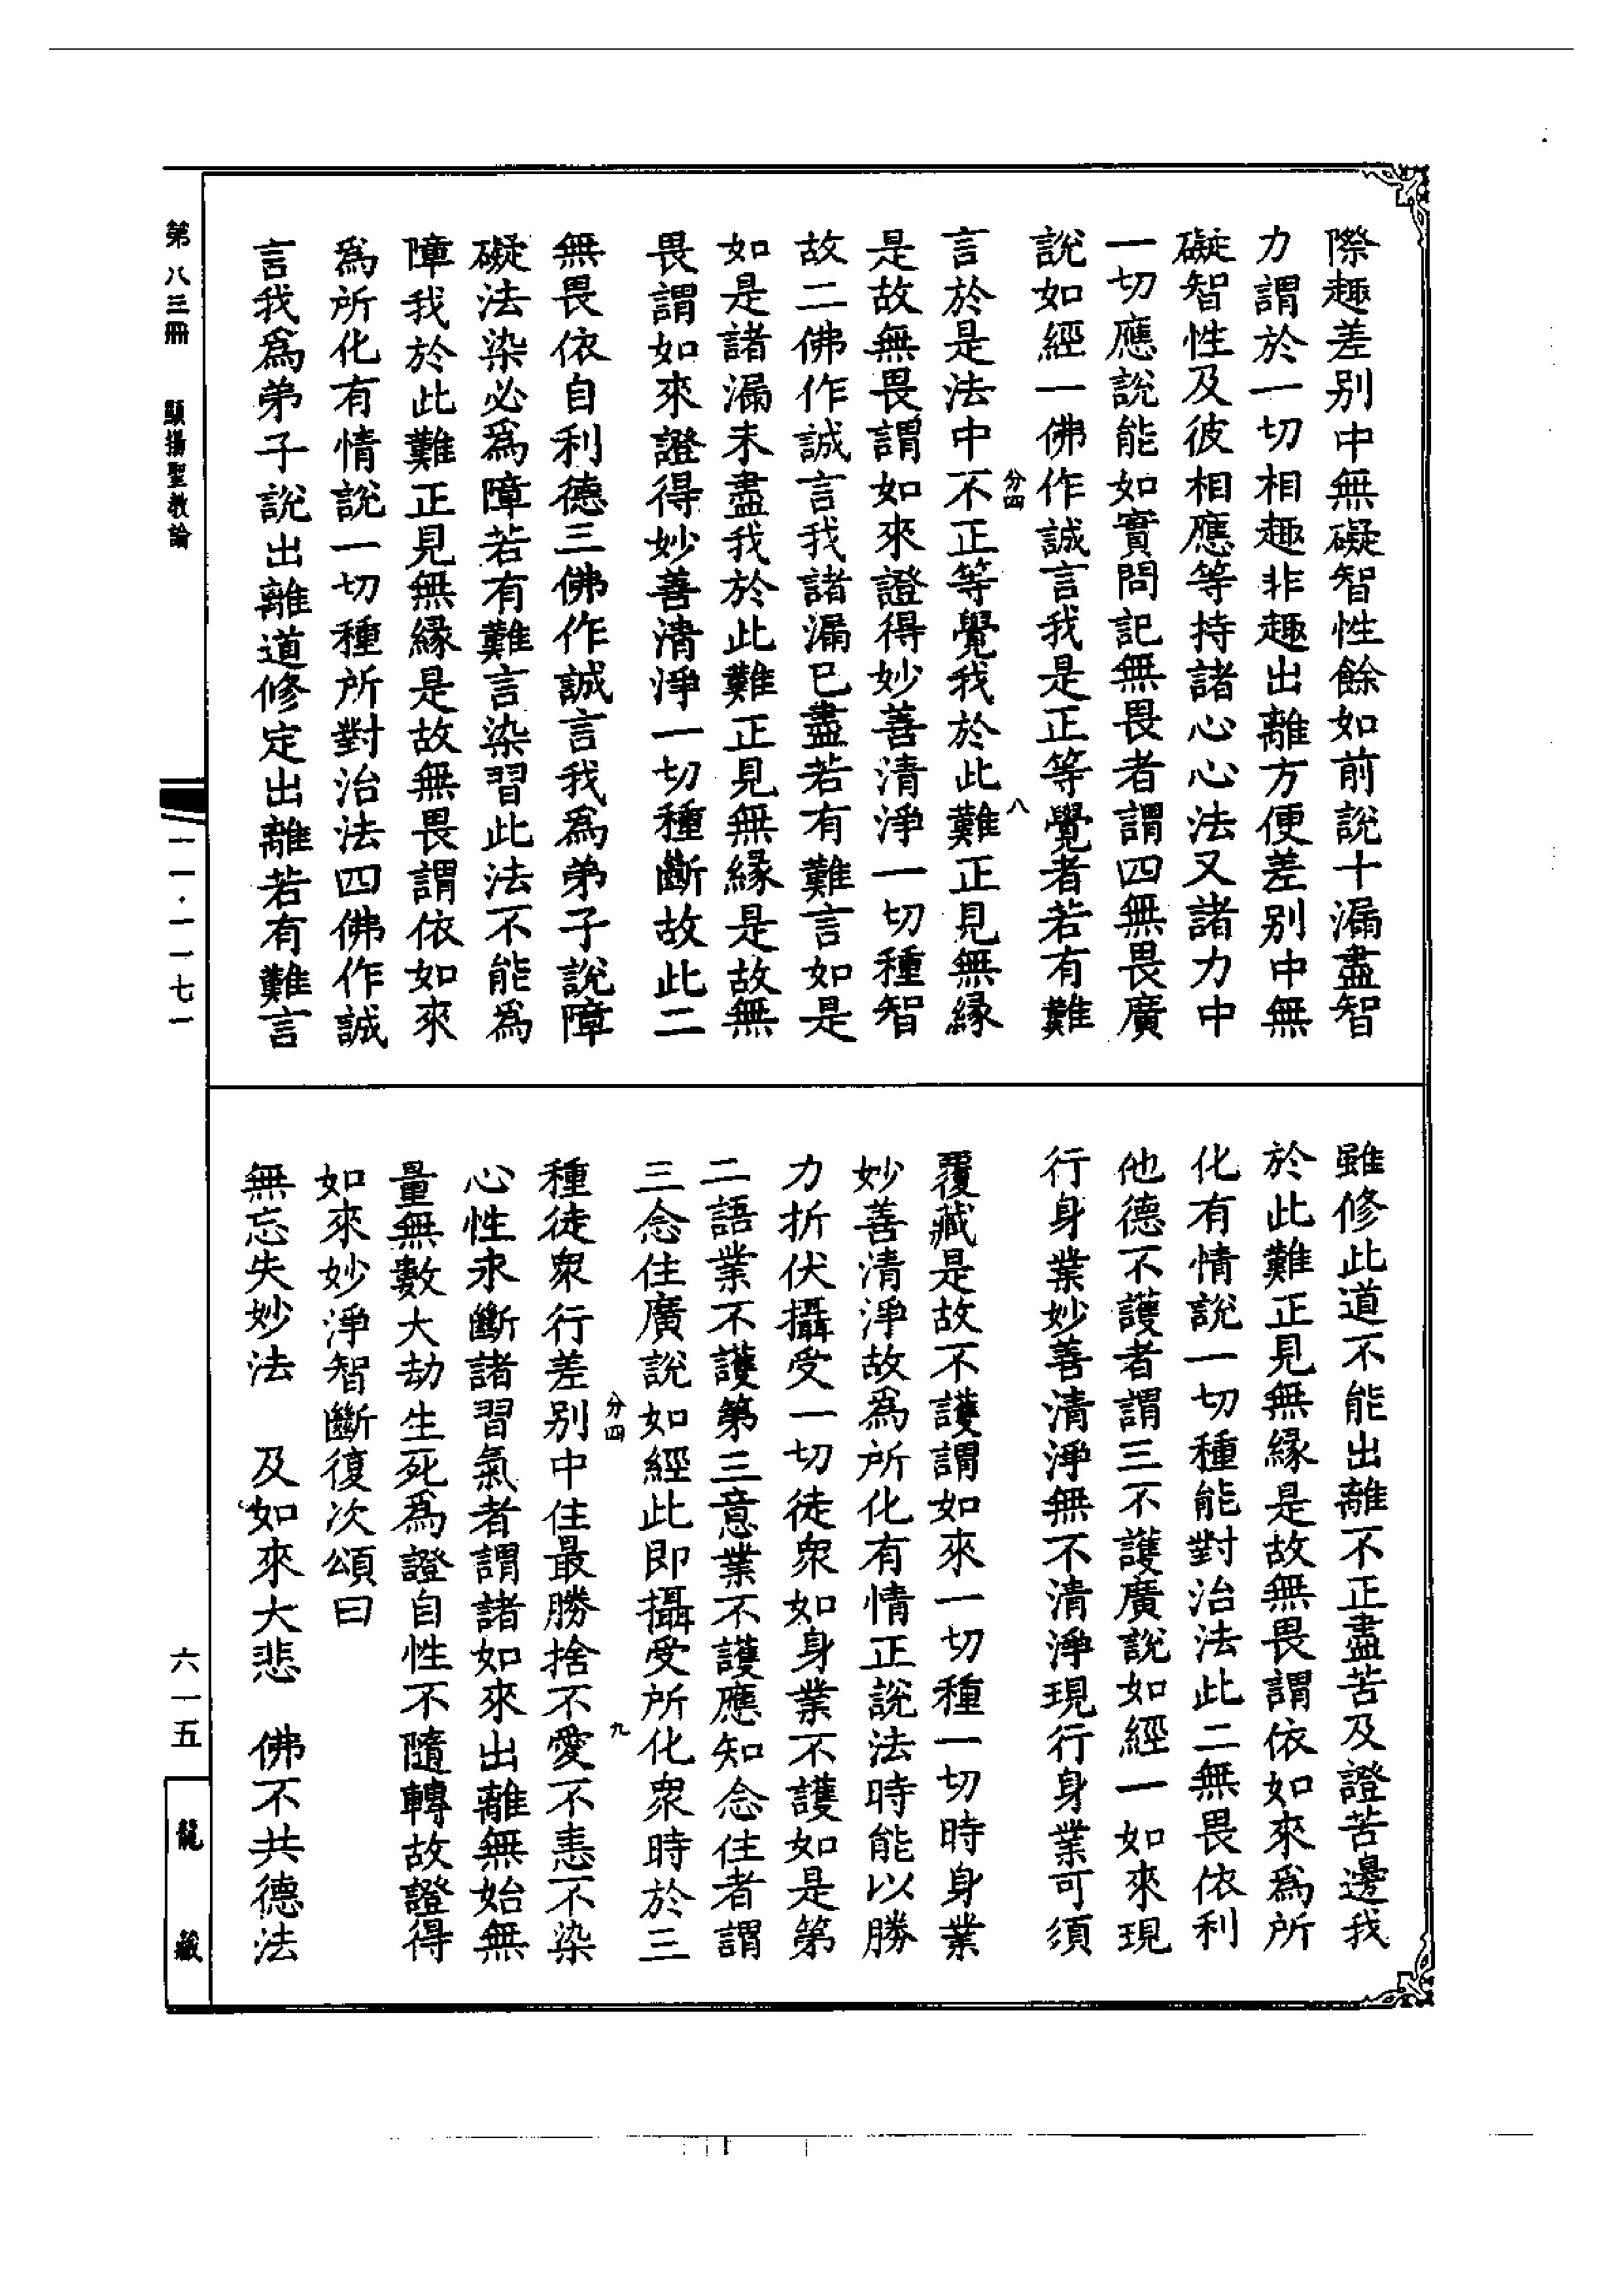 際趣差別中無礙智性餘如前說十漏盡智
力謂於一切相趣非趣出離方便差別中無
礙智性及彼相應等持諸心心法又諸力中
一切應說能如實問記無畏者謂四無畏廣
說如經一佛作誠言我是正等覺者若有難
分四 八
言於是法中不正等覺我於此難正見無緣
是故無畏謂如來證得妙善清淨一切種智
故二佛作誠言我諸漏已盡若有難言如是
如是諸漏未盡我於此難正見無緣是故無
畏謂如來證得妙善清淨一切種斷故此二
無畏依自利德三佛作誠言我為弟子說障
礙法染必為障若有難言染習此法不能為
障我於此難正見無緣是故無畏謂依如來
為所化有情說一切種所對治法四佛作誠
言我為弟子說出離道修定出離若有難言
雖修此道不能出離不正盡苦及證苦邊我
於此難正見無緣是故無畏謂依如來為所
化有情說一切種能對治法此二無畏依利
他德不護者謂三不護廣說如經一如來現
行身業妙善清淨無不清淨現行身業可須
覆藏是故不護謂如來一切種一切時身業
妙善清淨故為所化有情正說法時能以勝
力折伏攝受一切徒眾如身業不護如是第
二語業不護第三意業不護應知念住者謂
三念住廣說如經此即攝受所化眾時於三
分四 九
種徒眾行差別中住最勝捨不愛不恚不染
心性永斷諸習氣者謂諸如來出離無始無
量無數大劫生死為證自性不隨轉故證得
如來妙淨智斷復次頌曰
無忘失妙法 及如來大悲 佛不共德法
第八三冊 顯揚聖教論
一一·一一七一
六一五
龍藏